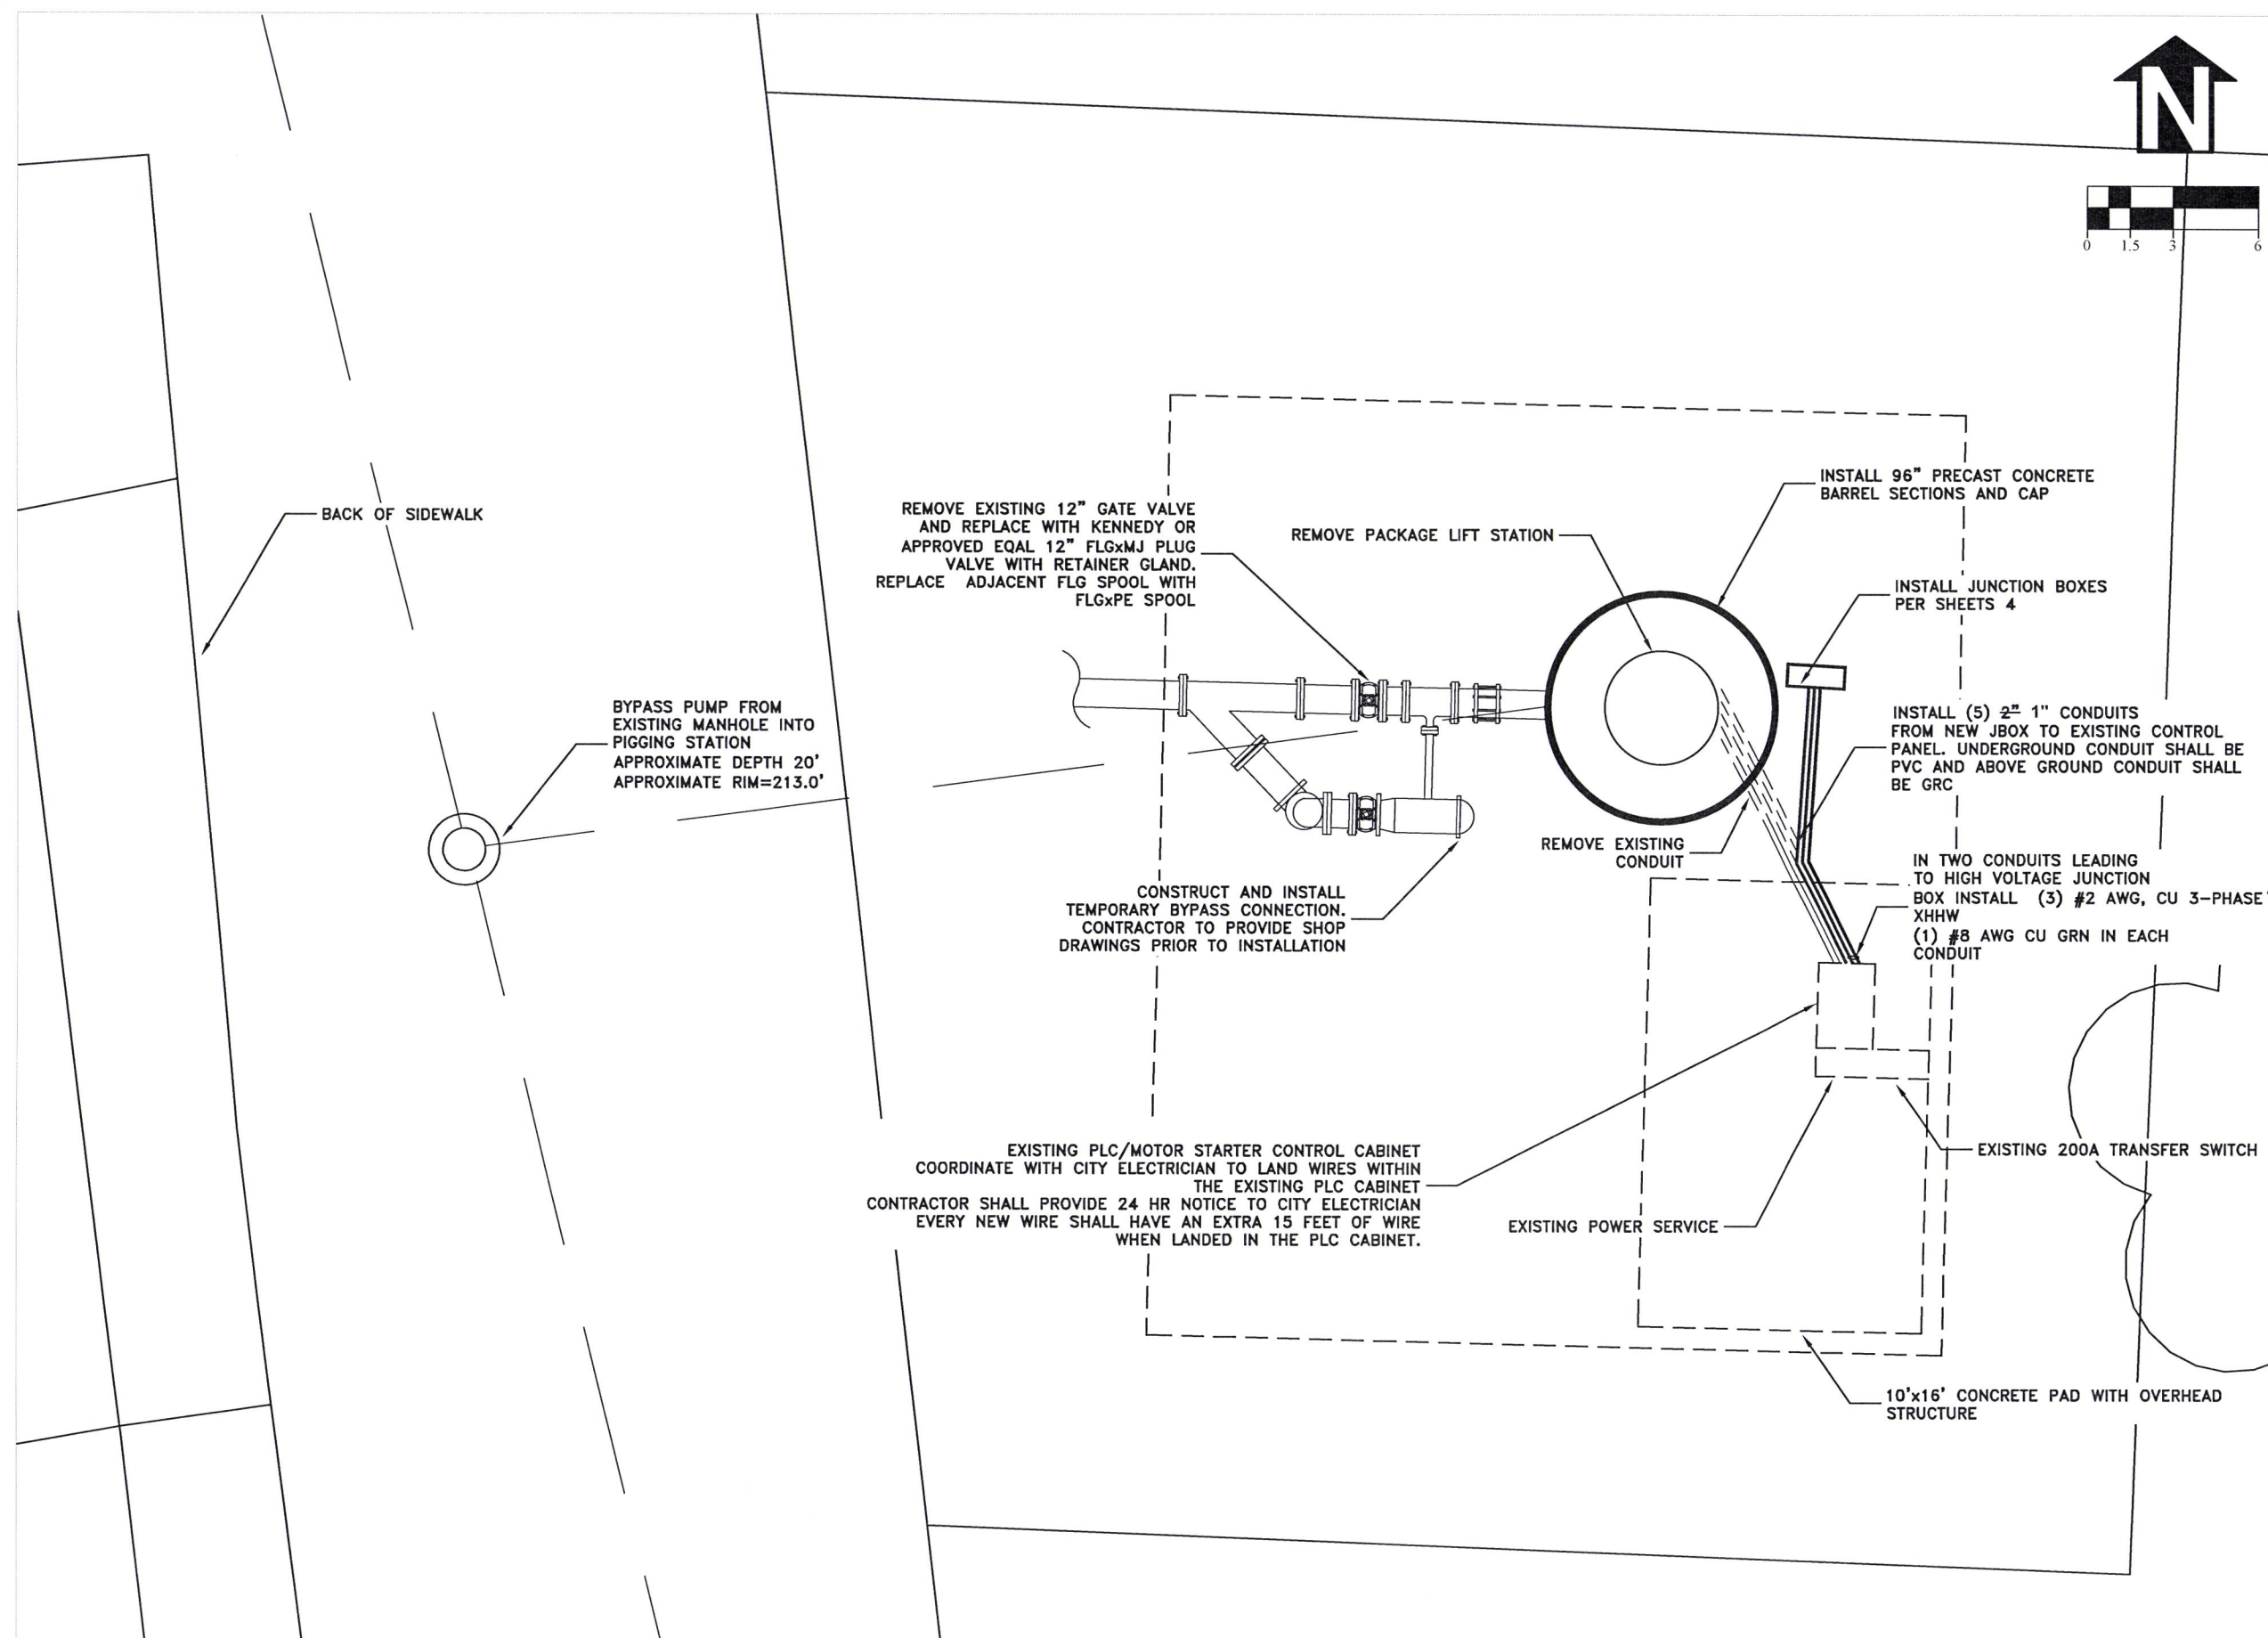 N
0 1.5 3 6
INSTALL 96" PRECAST CONCRETE
BARREL SECTIONS AND CAP
REMOVE EXISTING 12" GATE VALVE
AND REPLACE WITH KENNEDY OR
APPROVED EQAL 12" FLGxMJ PLUG
VALVE WITH RETAINER GLAND.
REPLACE ADJACENT FLG SPOOL WITH
FLGxPE SPOOL
BACK OF SIDEWALK
REMOVE PACKAGE LIFT STATION
INSTALL JUNCTION BOXES
PER SHEETS 4
BYPASS PUMP FROM
EXISTING MANHOLE INTO
PIGGING STATION
APPROXIMATE DEPTH 20'
APPROXIMATE RIM=213.0'
INSTALL (5) 2" 1" CONDUITS
FROM NEW JBOX TO EXISTING CONTROL
PANEL. UNDERGROUND CONDUIT SHALL BE
PVC AND ABOVE GROUND CONDUIT SHALL
BE GRC
REMOVE EXISTING
CONDUIT
IN TWO CONDUITS LEADING
TO HIGH VOLTAGE JUNCTION
BOX INSTALL (3) #2 AWG, CU 3-PHASE
XHHW
(1) #8 AWG CU GRN IN EACH
CONDUIT
CONSTRUCT AND INSTALL
TEMPORARY BYPASS CONNECTION.
CONTRACTOR TO PROVIDE SHOP
DRAWINGS PRIOR TO INSTALLATION
EXISTING PLC/MOTOR STARTER CONTROL CABINET
COORDINATE WITH CITY ELECTRICIAN TO LAND WIRES WITHIN
THE EXISTING PLC CABINET
CONTRACTOR SHALL PROVIDE 24 HR NOTICE TO CITY ELECTRICIAN
EVERY NEW WIRE SHALL HAVE AN EXTRA 15 FEET OF WIRE
WHEN LANDED IN THE PLC CABINET.
EXISTING 200A TRANSFER SWITCH
EXISTING POWER SERVICE
10'x16' CONCRETE PAD WITH OVERHEAD
STRUCTURE